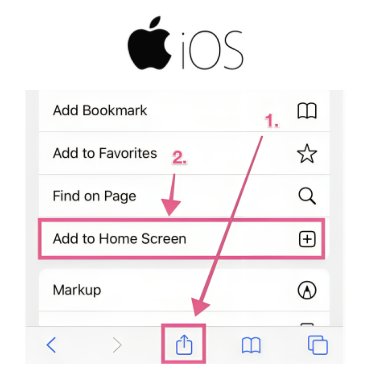 iOS
Add Bookmark
1.
Add to Favorites
2.
Find on Page
Add to Home Screen
Markup